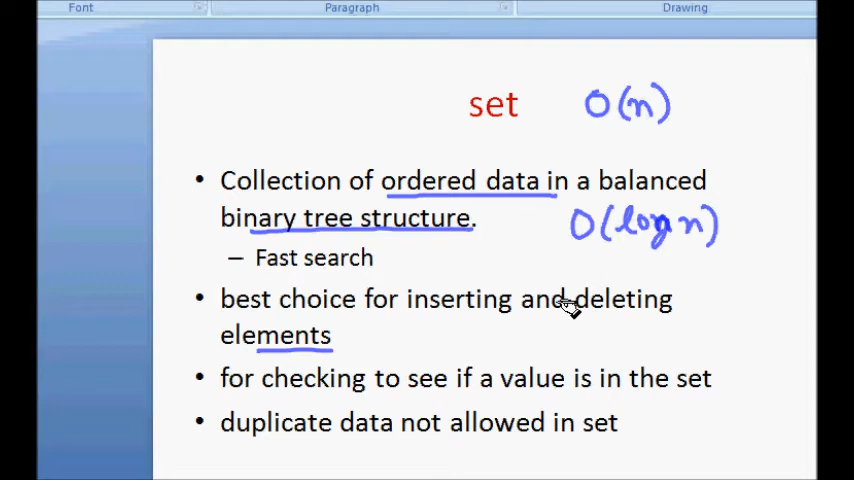 Font Paragraph Drawing
set O(n)
• Collection of ordered data in a balanced
binary tree structure. O(log n)
– Fast search
• best choice for inserting and deleting
elements
• for checking to see if a value is in the set
• duplicate data not allowed in set